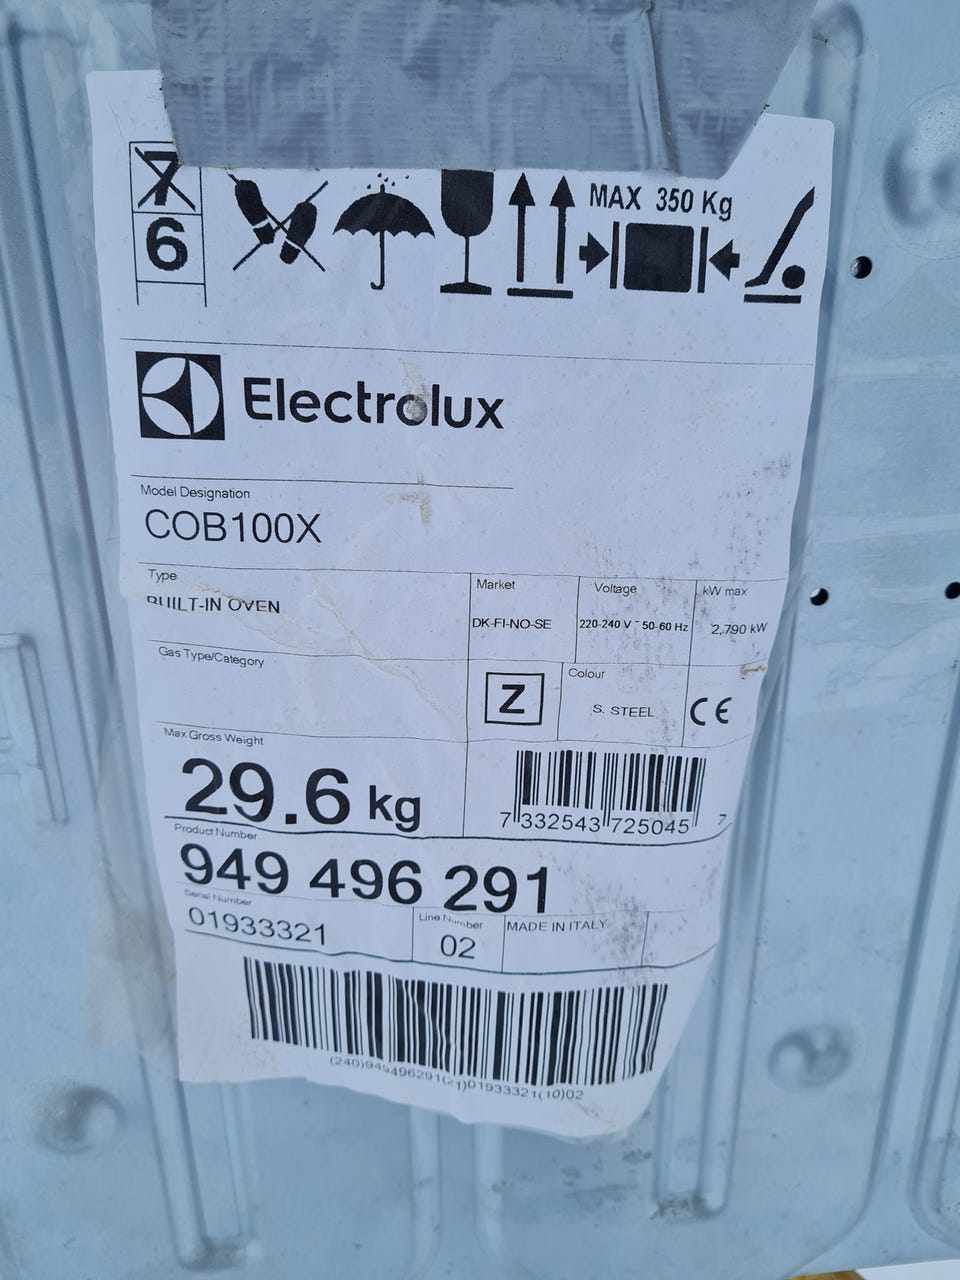 7
6
MAX 350 Kg
Electrolux
Model Designation
COB100X
Type
BUILT-IN OVEN
Market
DK-FI-NO-SE
Voltage
220-240 V ~ 50-60 Hz
kW max
2,790 kW
Gas Type/Category
Z
Colour
S. STEEL
CE
Max Gross Weight
29.6 kg
7 332543 725045 7
Product Number
949 496 291
Serial Number
01933321
Line Number
02
MADE IN ITALY
(240)949496291(21)01933321(10)02